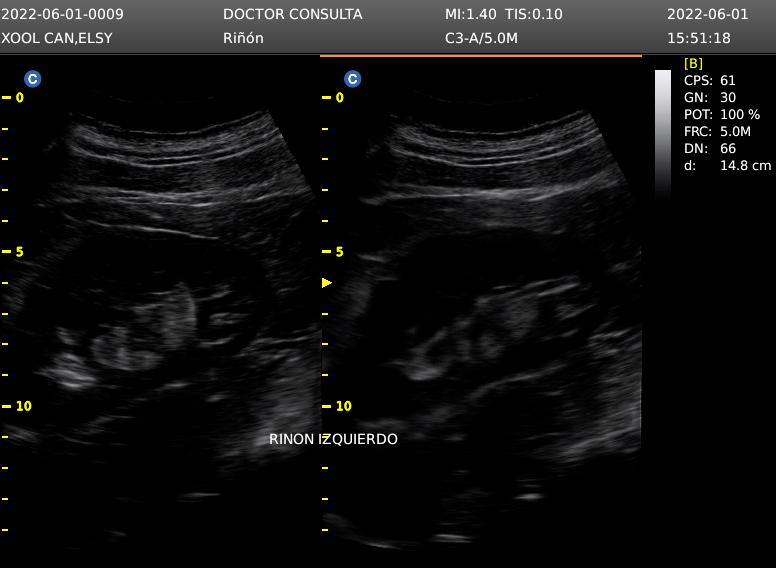 2022-06-01-0009 DOCTOR CONSULTA MI:1.40 TIS:0.10 2022-06-01
XOOL CAN,ELSY Riñón C3-A/5.0M 15:51:18
C C
[B]
CPS: 61
GN: 30
POT: 100 %
FRC: 5.0M
DN: 66
d: 14.8 cm
0 0
5 5
10 10
RINON IZQUIERDO